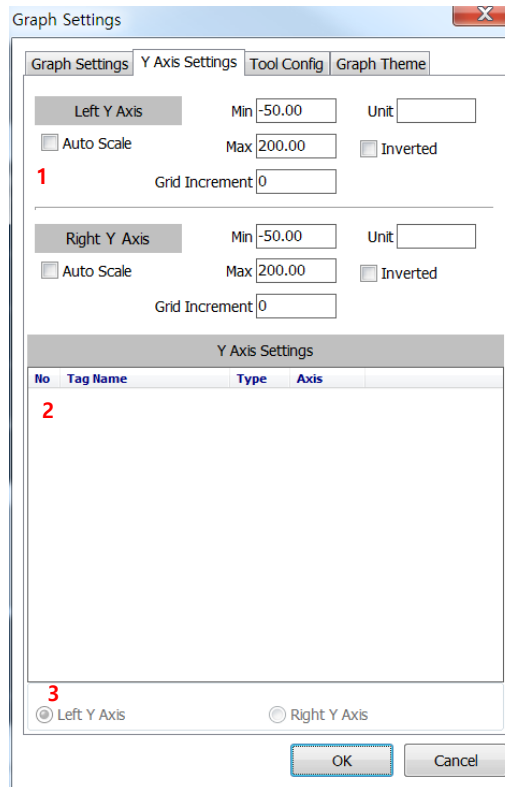 Graph Settings
X
Graph Settings Y Axis Settings Tool Config Graph Theme
Left Y Axis Min -50.00 Unit
Auto Scale Max 200.00 Inverted
1
Grid Increment 0
Right Y Axis Min -50.00 Unit
Auto Scale Max 200.00 Inverted
Grid Increment 0
Y Axis Settings
No Tag Name Type Axis
2
3
Left Y Axis Right Y Axis
OK Cancel